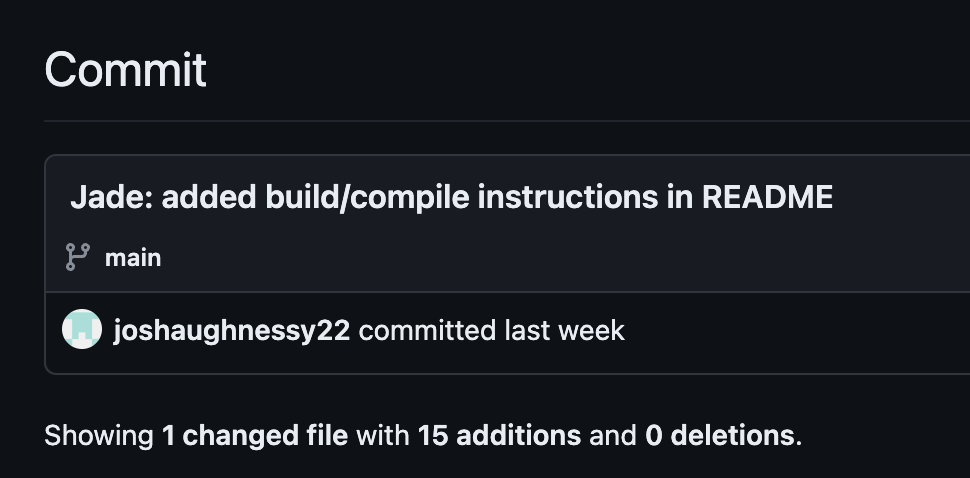 Commit
Jade: added build/compile instructions in README
main
joshaughnessy22 committed last week
Showing 1 changed file with 15 additions and 0 deletions.